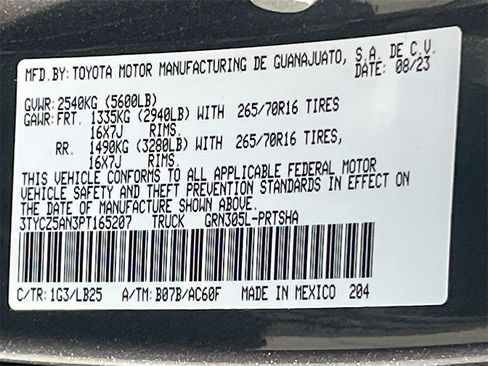 MFD. BY: TOYOTA MOTOR MANUFACTURING DE GUANAJUATO, S.A. DE C.V.
DATE: 08/23
GVWR: 2540KG (5600LB)
GAWR: FRT. 1335KG (2940LB) WITH 265/70R16 TIRES
16X7J RIMS.
RR. 1490KG (3280LB) WITH 265/70R16 TIRES,
16X7J RIMS.
THIS VEHICLE CONFORMS TO ALL APPLICABLE FEDERAL MOTOR
VEHICLE SAFETY AND THEFT PREVENTION STANDARDS IN EFFECT ON
THE DATE OF MANUFACTURE SHOWN ABOVE.
3TYCZ5AN3PT165207 TRUCK GRN305L-PRTSHA
C/TR: 1G3/LB25 A/TM: B07B/AC60F MADE IN MEXICO 204